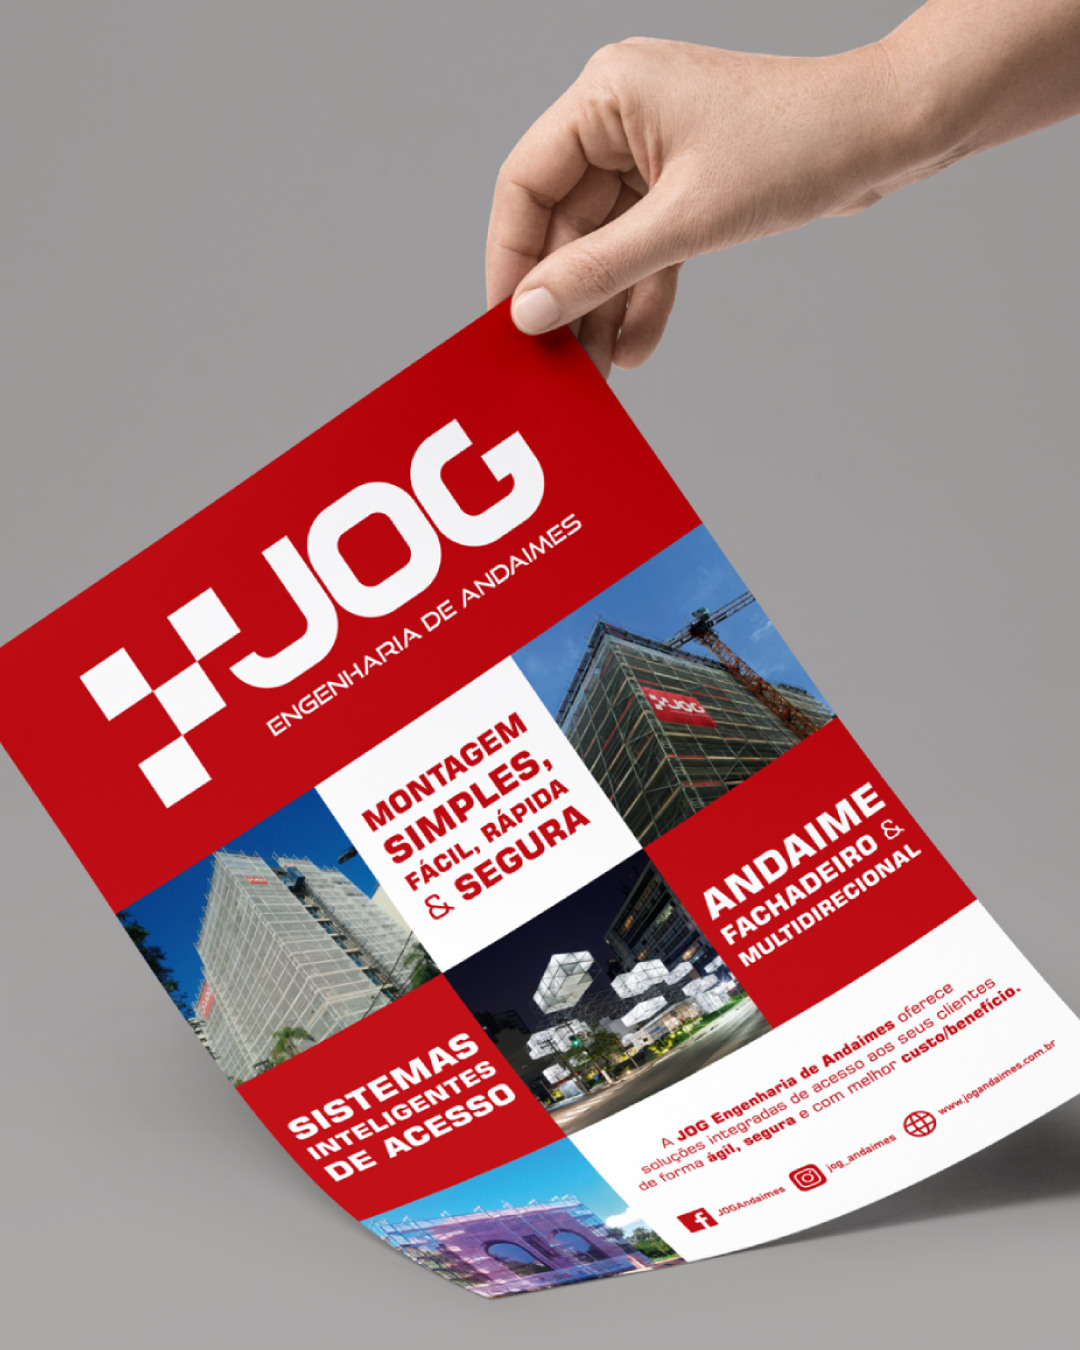 JOG
ENGENHARIA DE ANDAIMES
MONTAGEM
SIMPLES,
FÁCIL, RÁPIDA
& SEGURA
JOG
ANDAIME
FACHADEIRO &
MULTIDIRECIONAL
SISTEMAS
INTELIGENTES
DE ACESSO
A JOG Engenharia de Andaimes oferece
soluções integradas de acesso aos seus clientes
de forma ágil, segura e com melhor custo/benefício.
JOGAndaimes
jog_andaimes
www.jogandaimes.com.br